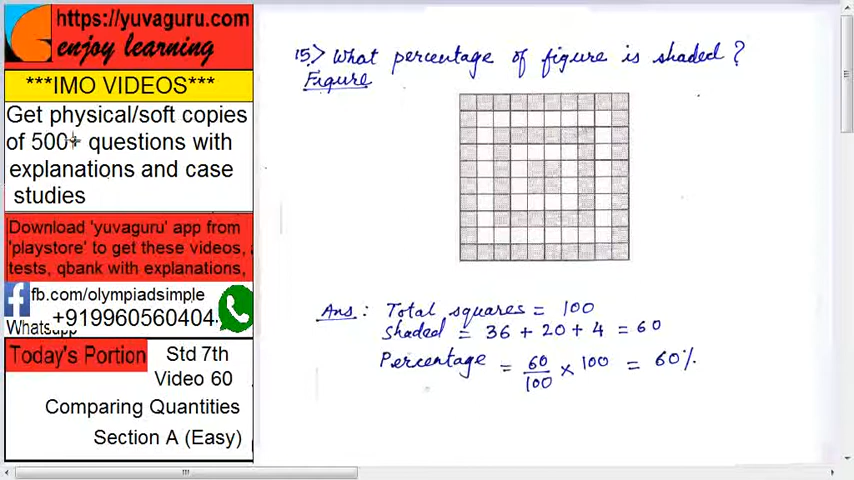 https://yuvaguru.com
enjoy learning
***IMO VIDEOS***
Get physical/soft copies
of 500+ questions with
explanations and case
studies
Download 'yuvaguru' app from
'playstore' to get these videos,
tests, qbank with explanations,
fb.com/olympiadsimple
Whatsapp +919960560404
Today's Portion Std 7th
Video 60
Comparing Quantities
Section A (Easy)
15.> What percentage of figure is shaded?
Figure
Ans: Total squares = 100
Shaded = 36 + 20 + 4 = 60
Percentage = 60/100 × 100 = 60%.